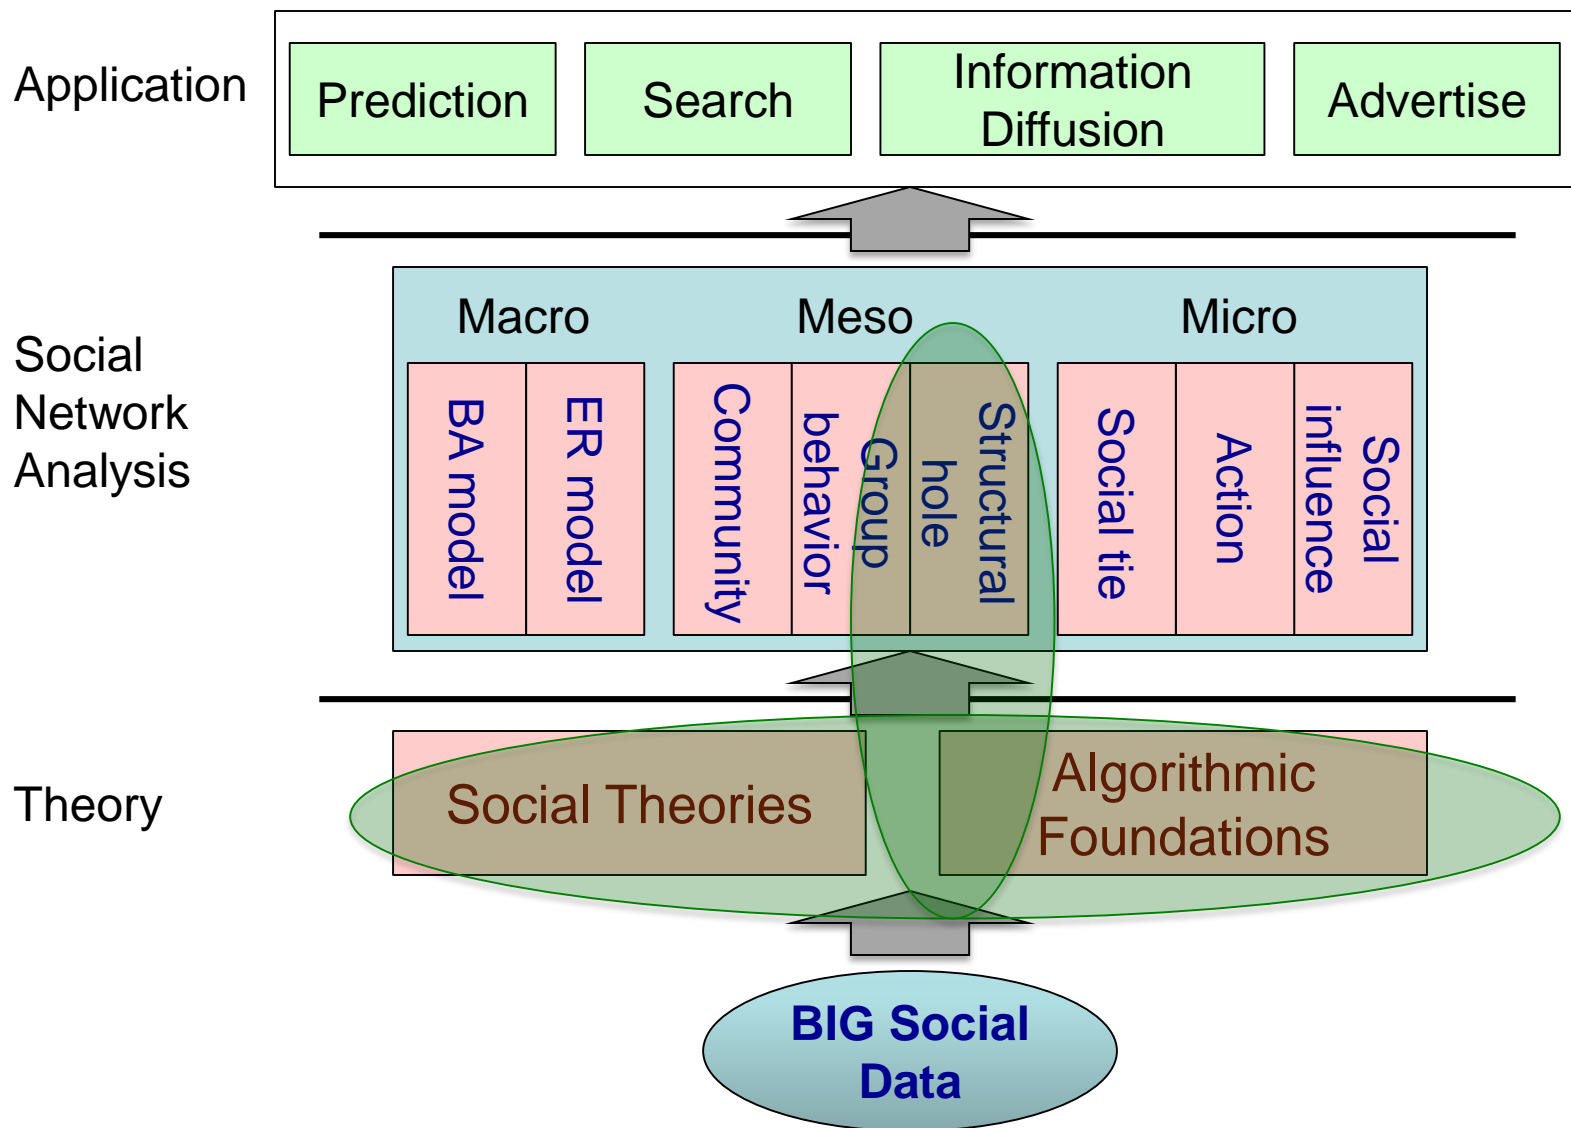 Application
Prediction
Search
Information
Diffusion
Advertise
Social
Network
Analysis
Macro
Meso
Micro
BA model
ER model
Community
Group
behavior
Structural
hole
Social tie
Action
Social
influence
Theory
Social Theories
Algorithmic
Foundations
BIG Social
Data